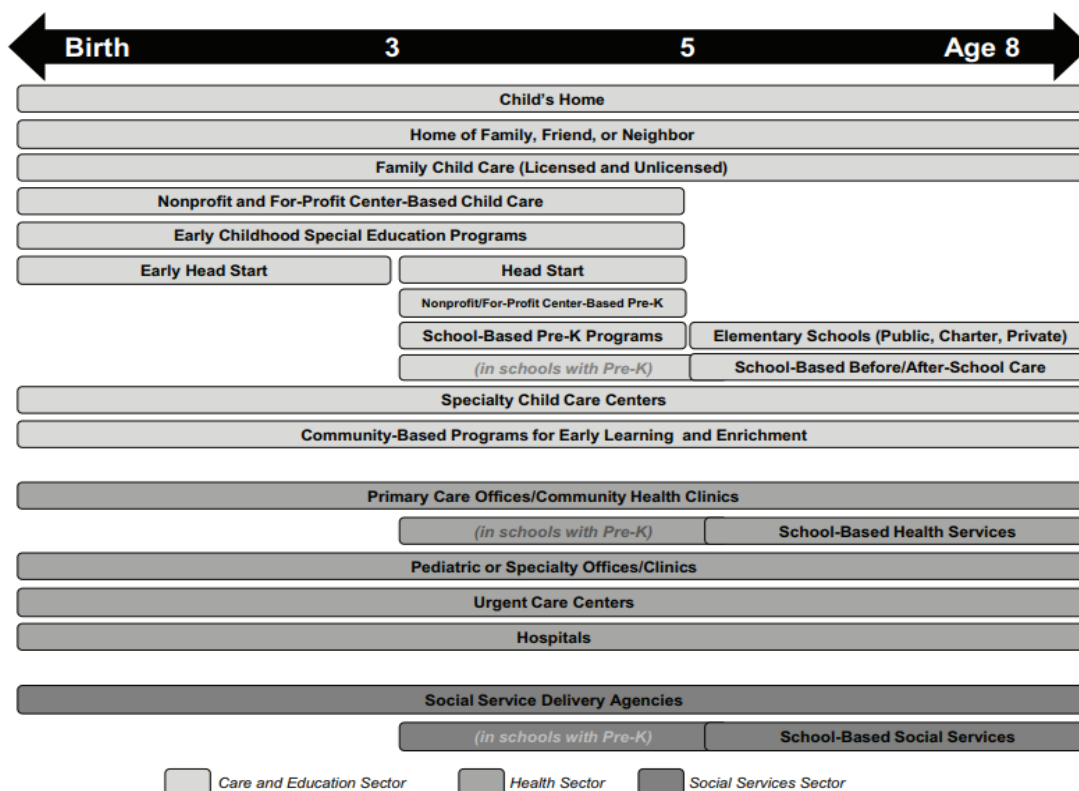 Birth 3 5 Age 8
Child's Home
Home of Family, Friend, or Neighbor
Family Child Care (Licensed and Unlicensed)
Nonprofit and For-Profit Center-Based Child Care
Early Childhood Special Education Programs
Early Head Start Head Start
Nonprofit/For-Profit Center-Based Pre-K
School-Based Pre-K Programs Elementary Schools (Public, Charter, Private)
(in schools with Pre-K) School-Based Before/After-School Care
Specialty Child Care Centers
Community-Based Programs for Early Learning and Enrichment
Primary Care Offices/Community Health Clinics
(in schools with Pre-K) School-Based Health Services
Pediatric or Specialty Offices/Clinics
Urgent Care Centers
Hospitals
Social Service Delivery Agencies
(in schools with Pre-K) School-Based Social Services
Care and Education Sector Health Sector Social Services Sector